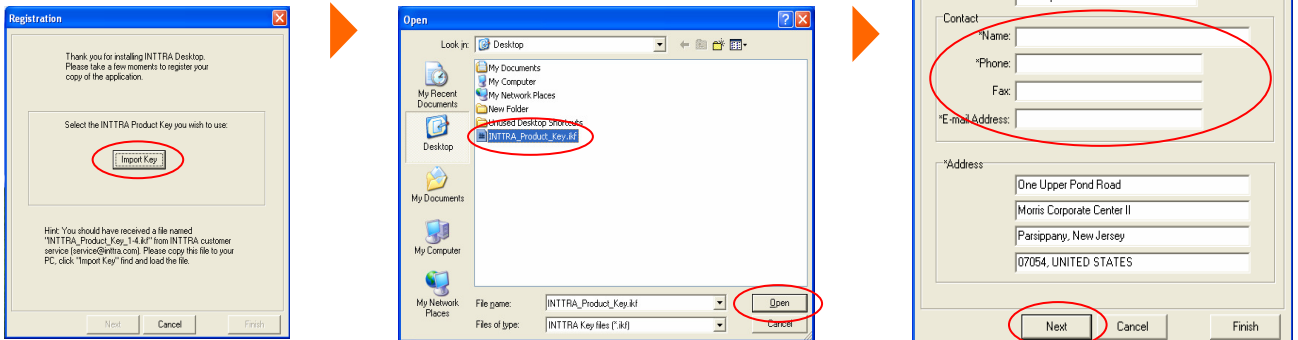 Registration
Thank you for installing INTTRA Desktop.
Please take a few moments to register your
copy of the application.
Select the INTTRA Product Key you wish to use:
Import Key
Hint: You should have received a file named
"INTTRA_Product_Key_1-4.ikf" from INTTRA customer
service (service@inttra.com). Please copy this file to your
PC, click "Import Key" find and load the file.
Next
Cancel
Finish
Open
Look in:
Desktop
My Recent
Documents
Desktop
My Documents
My Computer
My Network
Places
My Documents
My Computer
My Network Places
New Folder
Unused Desktop Shortcuts
INTTRA_Product_Key.ikf
File name:
INTTRA_Product_Key.ikf
Open
Files of type:
INTTRA Key files (*.ikf)
Cancel
Contact
*Name:
*Phone:
Fax:
*E-mail Address:
*Address
One Upper Pond Road
Morris Corporate Center II
Parsippany, New Jersey
07054, UNITED STATES
Next
Cancel
Finish